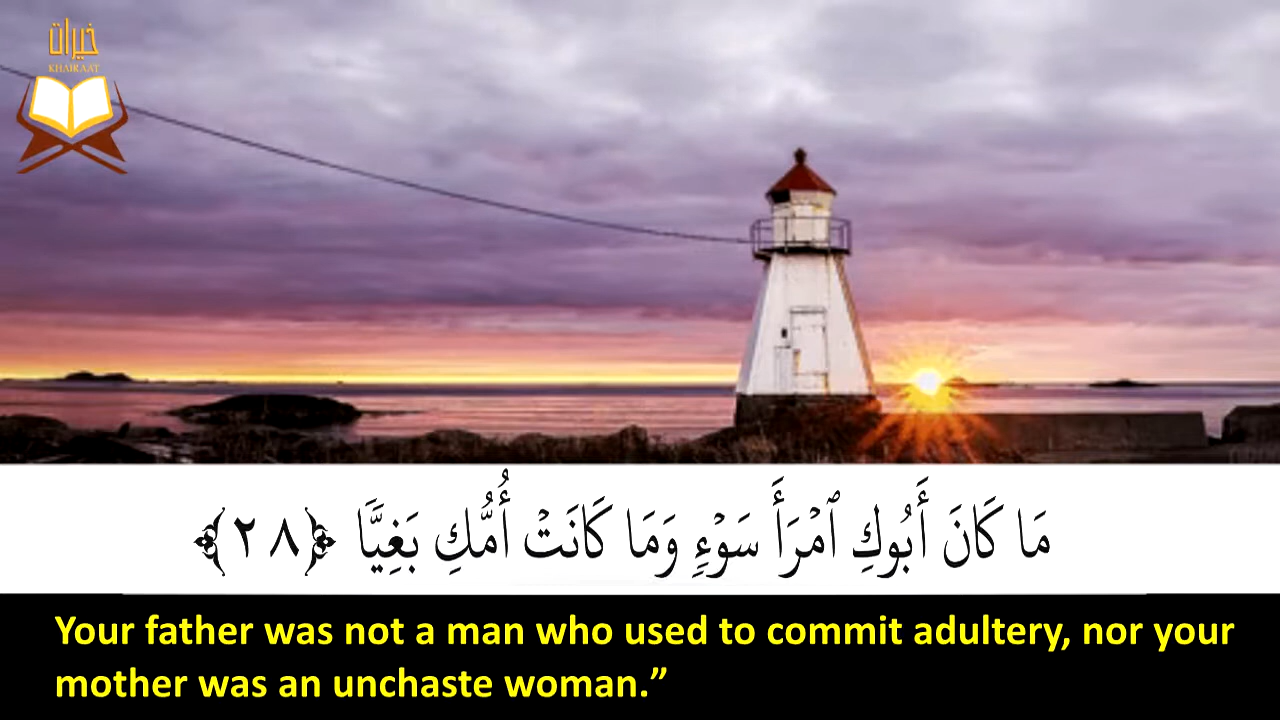 خيرات
KHAIRAAT
مَا كَانَ أَبُوكِ ٱمْرَأَ سَوْءٍ وَمَا كَانَتْ أُمُّكِ بَغِيًّا ﴿٢٨﴾
Your father was not a man who used to commit adultery, nor your
mother was an unchaste woman.”